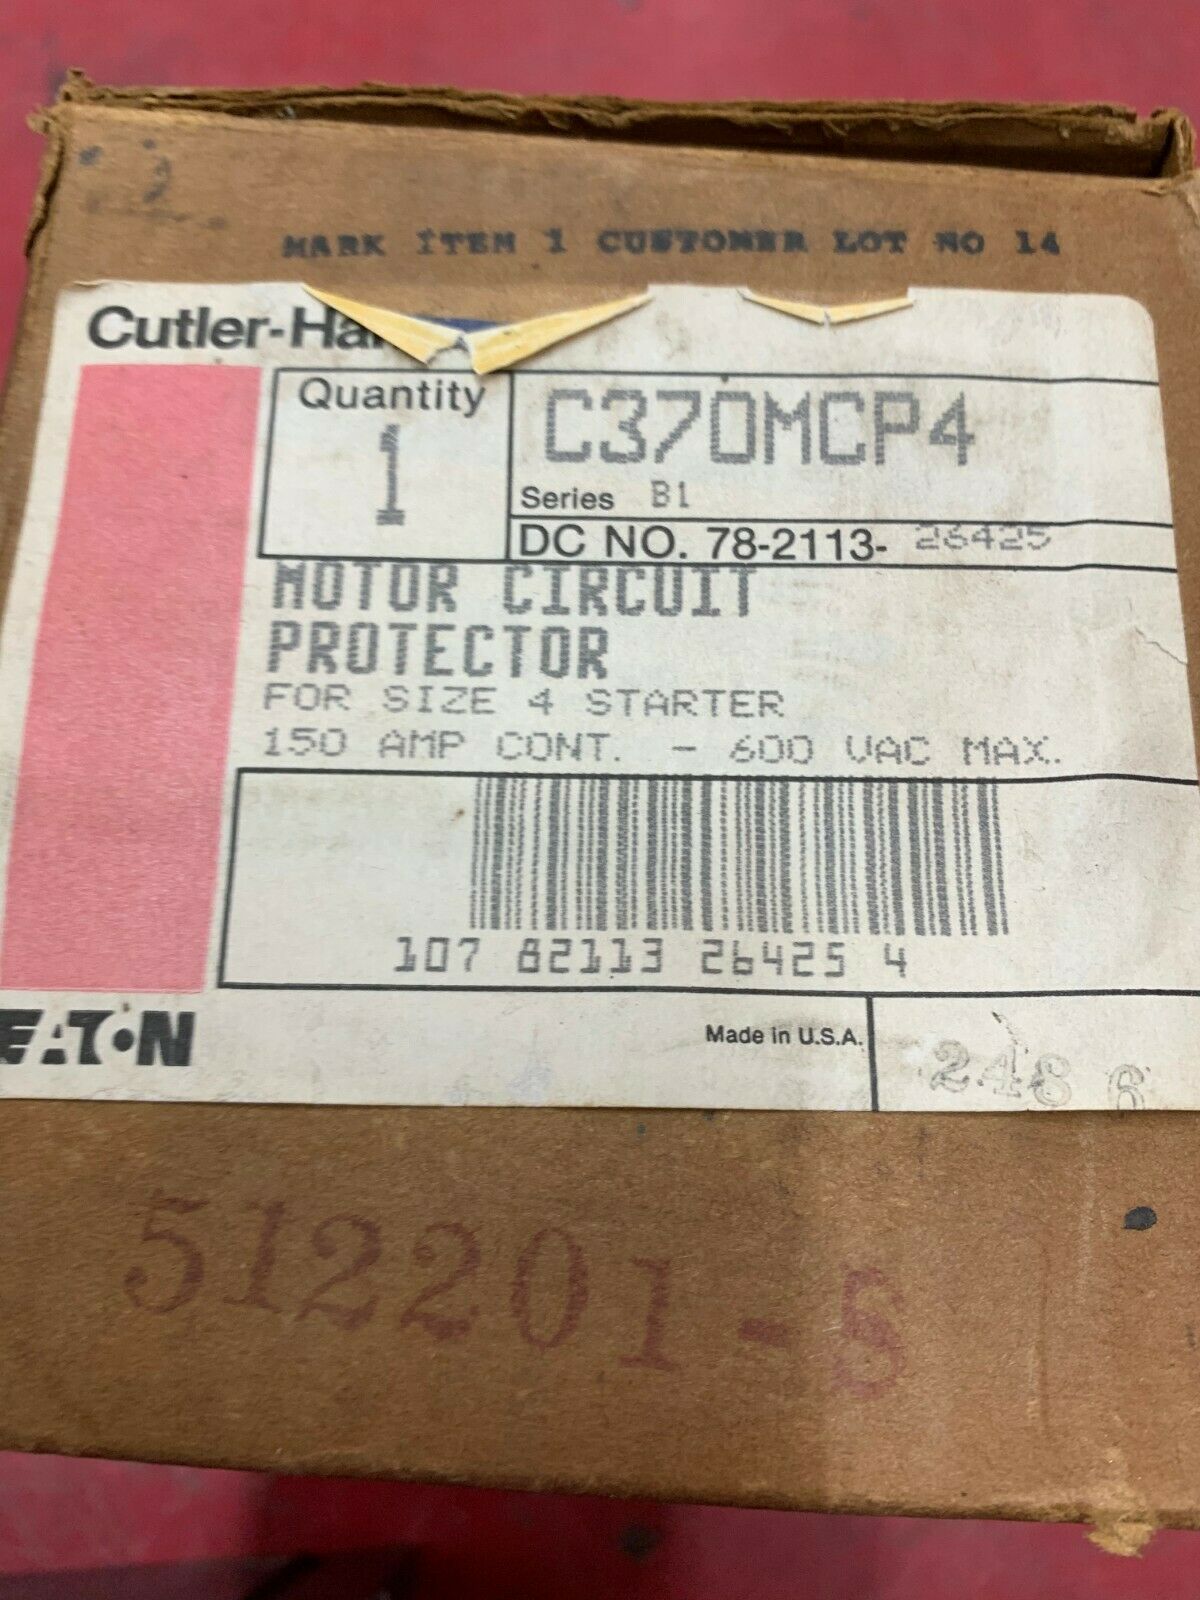 MARK ITEM 1 CUSTOMER LOT NO 14
Cutler-Ha
Quantity
1
C370MCP4
Series B1
DC NO. 78-2113-26425
MOTOR CIRCUIT
PROTECTOR
FOR SIZE 4 STARTER
150 AMP CONT. - 600 VAC MAX.
107 82113 26425 4
EATON
Made in U.S.A.
248 6
512201-S